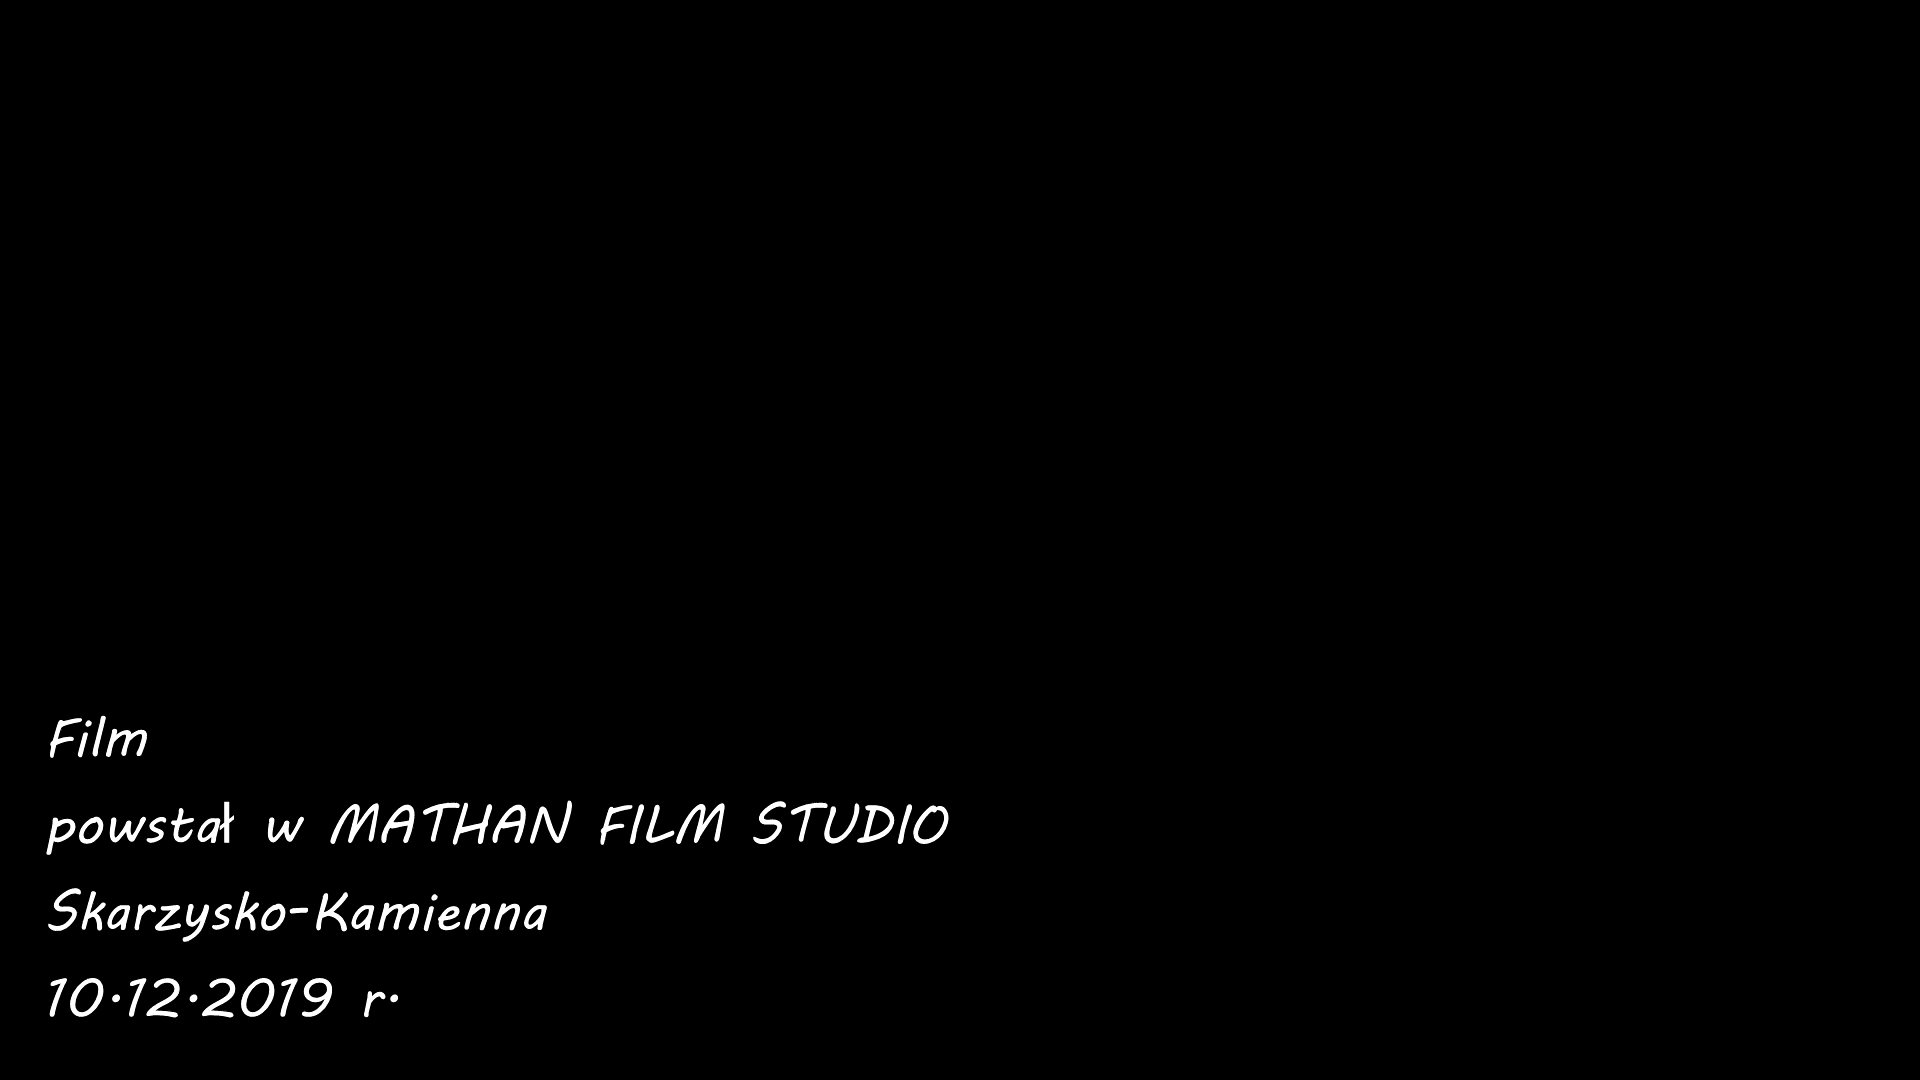 Film
powstał w MATHAN FILM STUDIO
Skarzysko-Kamienna
10.12.2019 r.